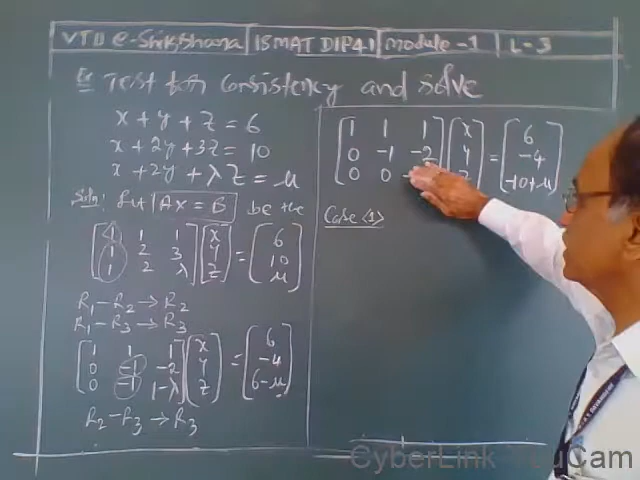 VTU e-Shikshana | 15MAT DIP41 | Module -1 | L-3
Ex Test for Consistency and solve
x + y + z = 6
x + 2y + 3z = 10
x + 2y + λ z = μ
Soln: Let AX = B be the
[1 1 1] [x] = [6]
[1 2 3] [y] [10]
[1 2 λ] [z] [μ]
R1 - R2 → R2
R1 - R3 → R3
[1 1 1] [x] = [6]
[0 -1 -2] [y] [-4]
[0 -1 1-λ] [z] [6-μ]
R2 - R3 → R3
[1 1 1] [x] = [6]
[0 -1 -2] [y] [-4]
[0 0 [z] [-10+μ]
Case <1>
CyberLink YouCam